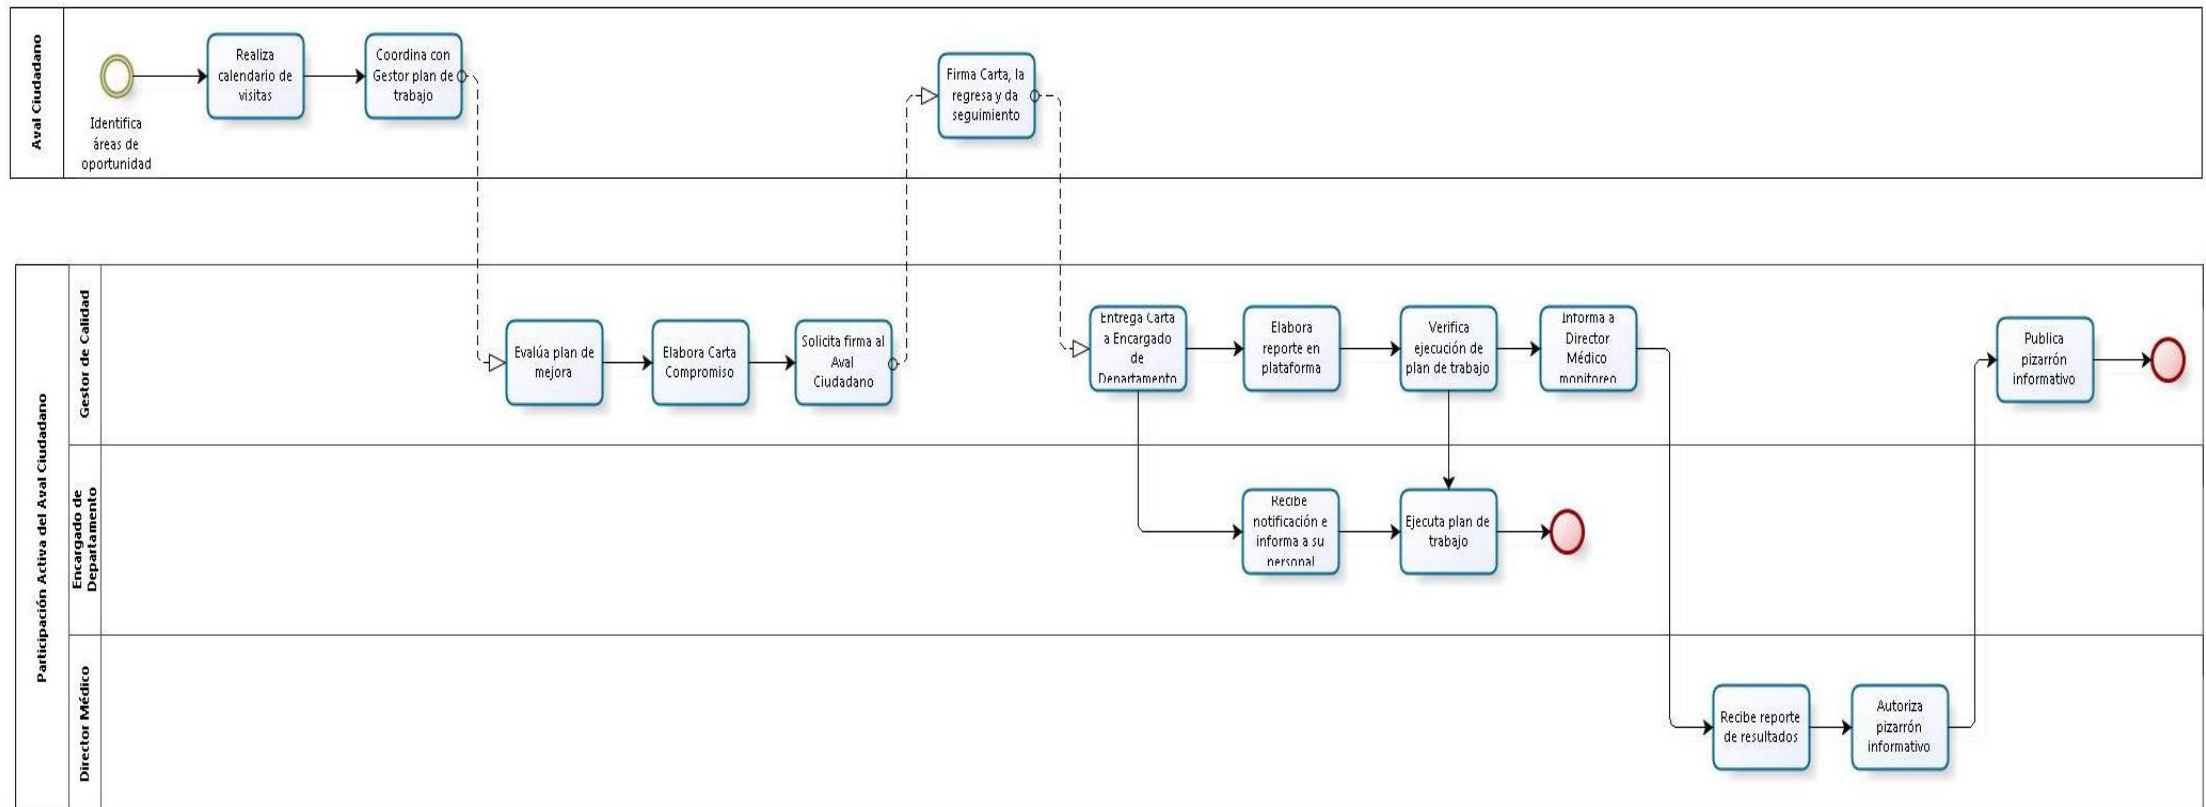 Aval Ciudadano
Identifica
áreas de
oportunidad
Realiza
calendario de
visitas
Coordina con
Gestor plan de
trabajo
Firma Carta, la
regresa y da
seguimiento
Participación Activa del Aval Ciudadano
Gestor de Calidad
Evalúa plan de
mejora
Elabora Carta
Compromiso
Solicita firma al
Aval
Ciudadano
Entrega Carta
a Encargado
de
Departamento
Elabora
reporte en
plataforma
Verifica
ejecución de
plan de trabajo
Informa a
Director
Médico
monitoreo
Publica
pizarrón
informativo
Encargado de
Departamento
Recibe
notificación e
informa a su
personal
Ejecuta plan de
trabajo
Director Médico
Recibe reporte
de resultados
Autoriza
pizarrón
informativo